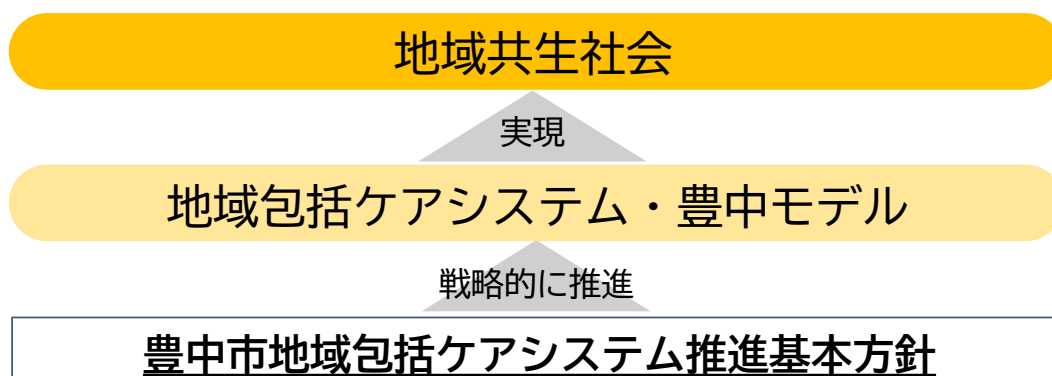 地域共生社会
実現
地域包括ケアシステム・豊中モデル
戦略的に推進
豊中市地域包括ケアシステム推進基本方針